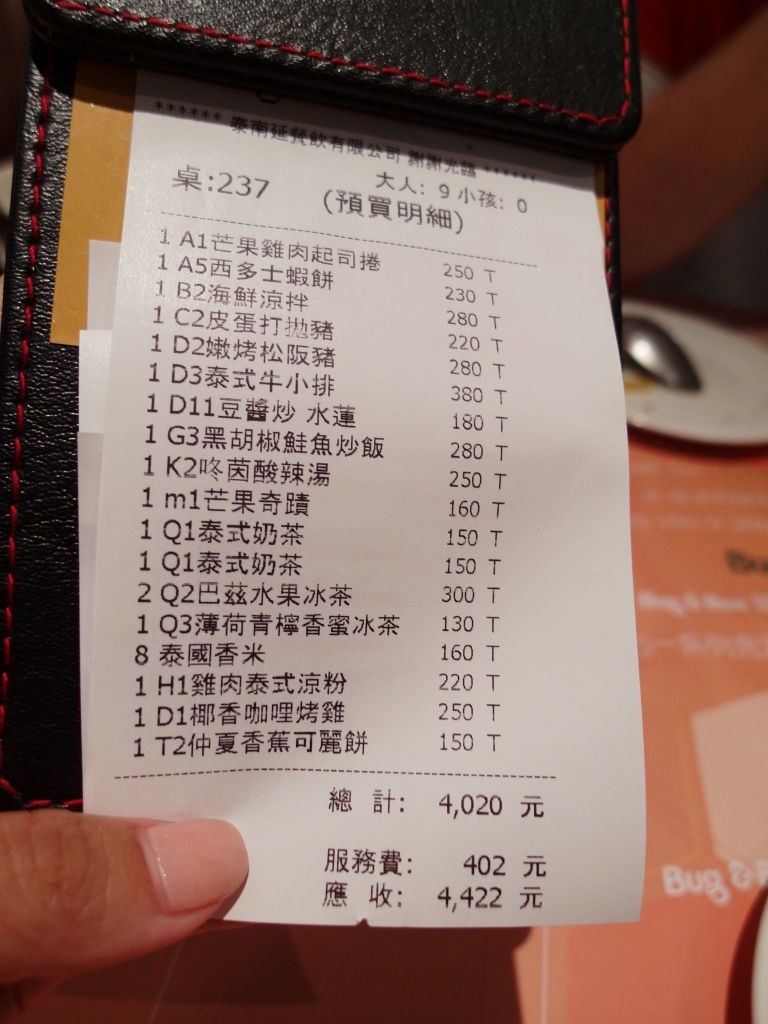 ****** 泰南延餐飲有限公司 謝謝光臨 ******
桌:237
大人: 9 小孩: 0
(預買明細)
1 A1芒果雞肉起司捲 250 T
1 A5西多士蝦餅 230 T
1 B2海鮮涼拌 280 T
1 C2皮蛋打拋豬 220 T
1 D2嫩烤松阪豬 280 T
1 D3泰式牛小排 380 T
1 D11豆醬炒 水蓮 180 T
1 G3黑胡椒鮭魚炒飯 280 T
1 K2咚茵酸辣湯 250 T
1 m1芒果奇蹟 160 T
1 Q1泰式奶茶 150 T
1 Q1泰式奶茶 150 T
2 Q2巴茲水果冰茶 300 T
1 Q3薄荷青檸香蜜冰茶 130 T
8 泰國香米 160 T
1 H1雞肉泰式涼粉 220 T
1 D1椰香咖哩烤雞 250 T
1 T2仲夏香蕉可麗餅 150 T
總 計: 4,020 元
服務費: 402 元
應 收: 4,422 元
Bug &